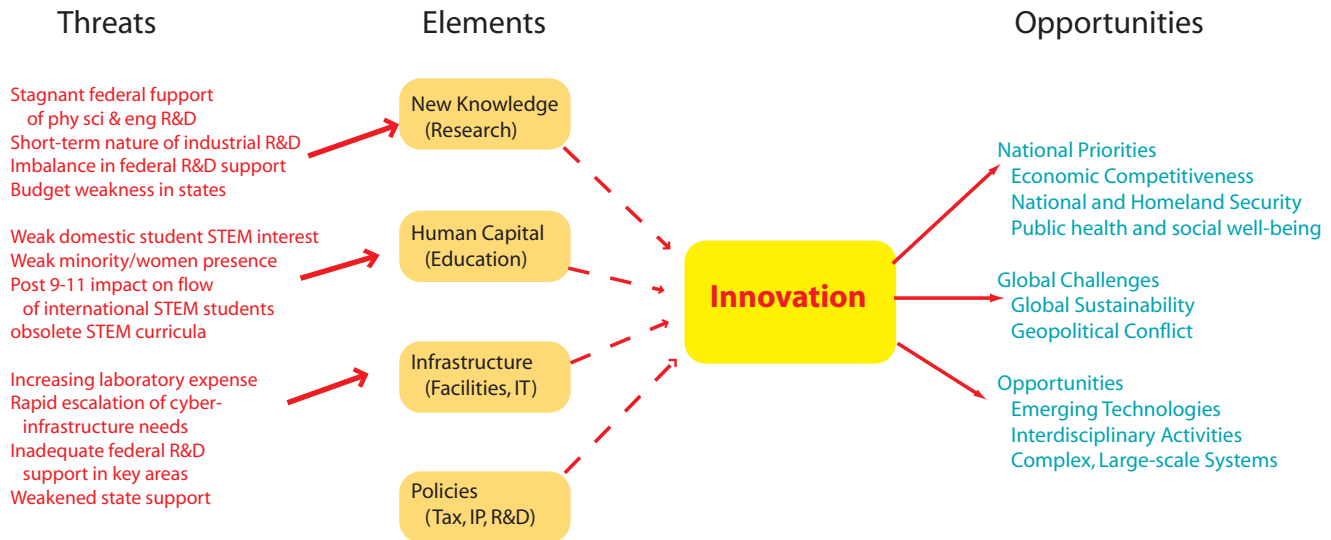 Threats
Elements
Opportunities
Stagnant federal fupport
of phy sci & eng R&D
Short-term nature of industrial R&D
Imbalance in federal R&D support
Budget weakness in states
Weak domestic student STEM interest
Weak minority/women presence
Post 9-11 impact on flow
of international STEM students
obsolete STEM curricula
Increasing laboratory expense
Rapid escalation of cyber-
infrastructure needs
Inadequate federal R&D
support in key areas
Weakened state support
New Knowledge
(Research)
Human Capital
(Education)
Infrastructure
(Facilities, IT)
Policies
(Tax, IP, R&D)
Innovation
National Priorities
Economic Competitiveness
National and Homeland Security
Public health and social well-being
Global Challenges
Global Sustainability
Geopolitical Conflict
Opportunities
Emerging Technologies
Interdisciplinary Activities
Complex, Large-scale Systems